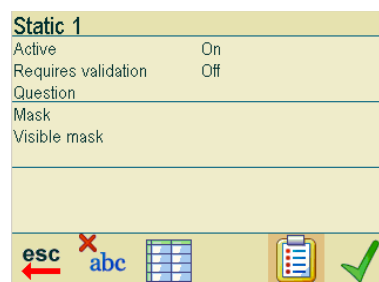 Static 1
Active On
Requires validation Off
Question
Mask
Visible mask
esc abc